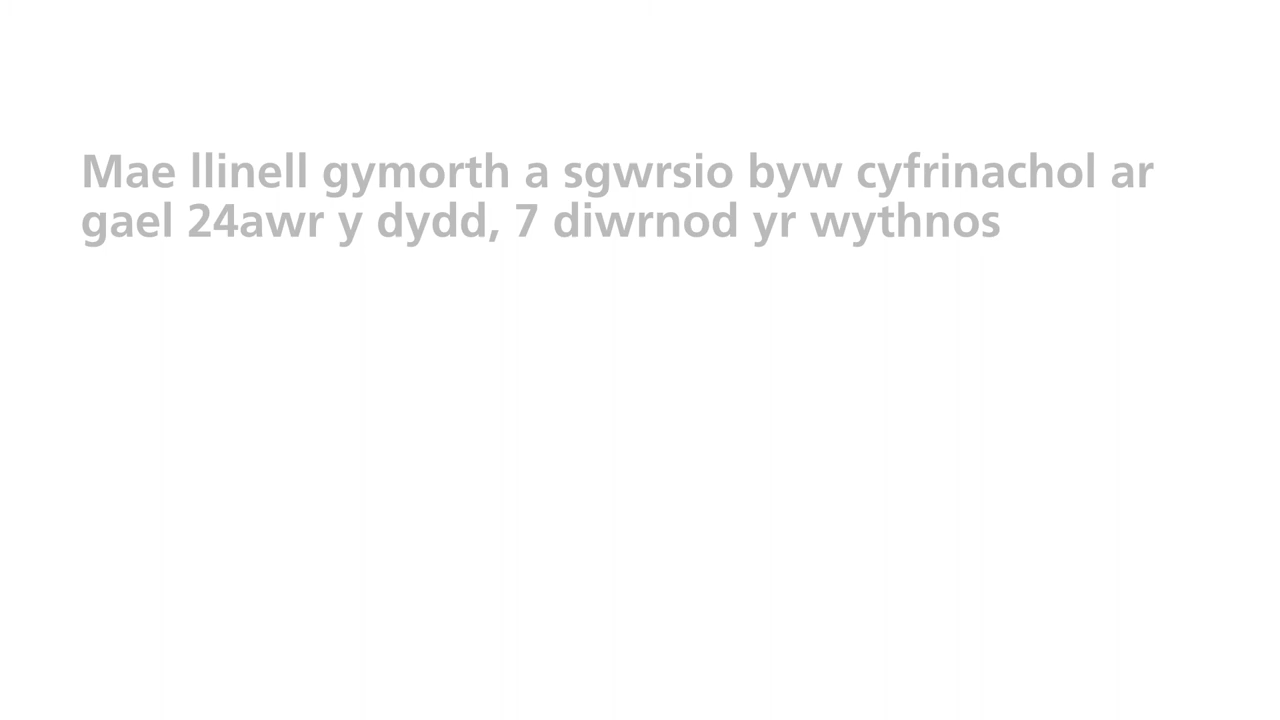 Mae llinell gymorth a sgwrsio byw cyfrinachol ar
gael 24awr y dydd, 7 diwrnod yr wythnos